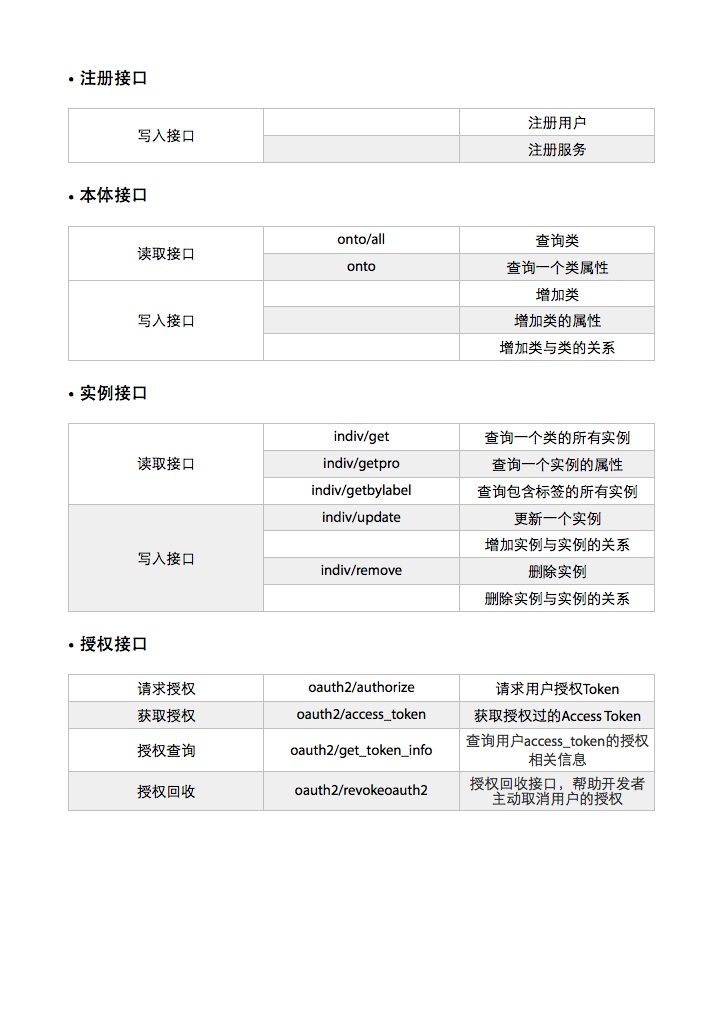 • 注册接口
写入接口
注册用户
注册服务
• 本体接口
读取接口
onto/all
查询类
onto
查询一个类属性
写入接口
增加类
增加类的属性
增加类与类的关系
• 实例接口
读取接口
indiv/get
查询一个类的所有实例
indiv/getpro
查询一个实例的属性
indiv/getbylabel
查询包含标签的所有实例
写入接口
indiv/update
更新一个实例
增加实例与实例的关系
indiv/remove
删除实例
删除实例与实例的关系
• 授权接口
请求授权
oauth2/authorize
请求用户授权Token
获取授权
oauth2/access_token
获取授权过的Access Token
授权查询
oauth2/get_token_info
查询用户access_token的授权
相关信息
授权回收
oauth2/revokeoauth2
授权回收接口，帮助开发者
主动取消用户的授权